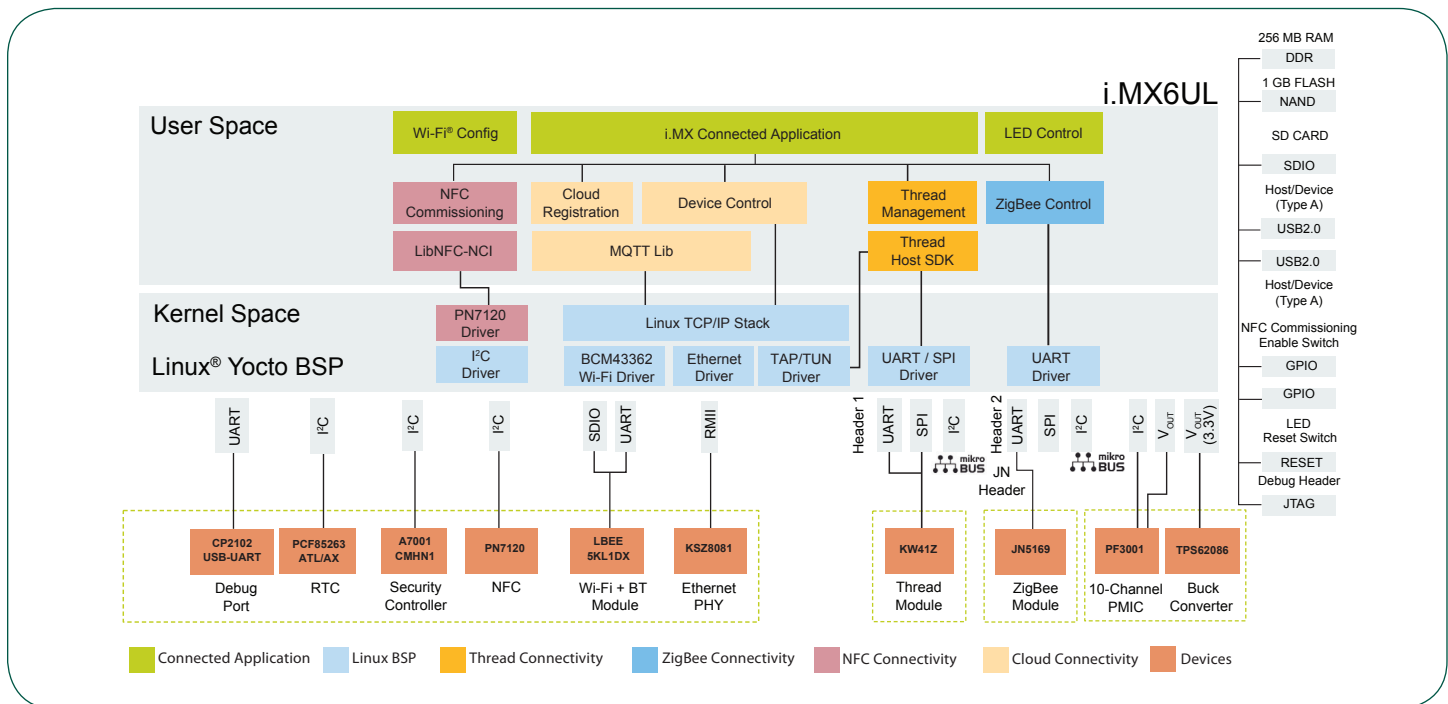 256 MB RAM
DDR
1 GB FLASH
NAND
SD CARD
SDIO
Host/Device
(Type A)
USB2.0
USB2.0
Host/Device
(Type A)
NFC Commissioning
Enable Switch
GPIO
GPIO
LED
Reset Switch
RESET
Debug Header
JTAG
i.MX6UL
User Space
Wi-Fi® Config
i.MX Connected Application
LED Control
NFC
Commissioning
Cloud
Registration
Device Control
Thread
Management
ZigBee Control
LibNFC-NCI
MQTT Lib
Thread
Host SDK
Kernel Space
Linux® Yocto BSP
PN7120
Driver
Linux TCP/IP Stack
I²C
Driver
BCM43362
Wi-Fi Driver
Ethernet
Driver
TAP/TUN
Driver
UART / SPI
Driver
UART
Driver
UART
I²C
I²C
I²C
SDIO
UART
RMII
Header 1
UART
SPI
I²C
mikro
BUS
Header 2
UART
SPI
I²C
mikro
BUS
JN
Header
I²C
VOUT
VOUT
(3.3V)
CP2102
USB-UART
Debug
Port
PCF85263
ATL/AX
RTC
A7001
CMHN1
Security
Controller
PN7120
NFC
LBEE
5KL1DX
Wi-Fi + BT
Module
KSZ8081
Ethernet
PHY
KW41Z
Thread
Module
JN5169
ZigBee
Module
PF3001
10-Channel
PMIC
TPS62086
Buck
Converter
Connected Application
Linux BSP
Thread Connectivity
ZigBee Connectivity
NFC Connectivity
Cloud Connectivity
Devices